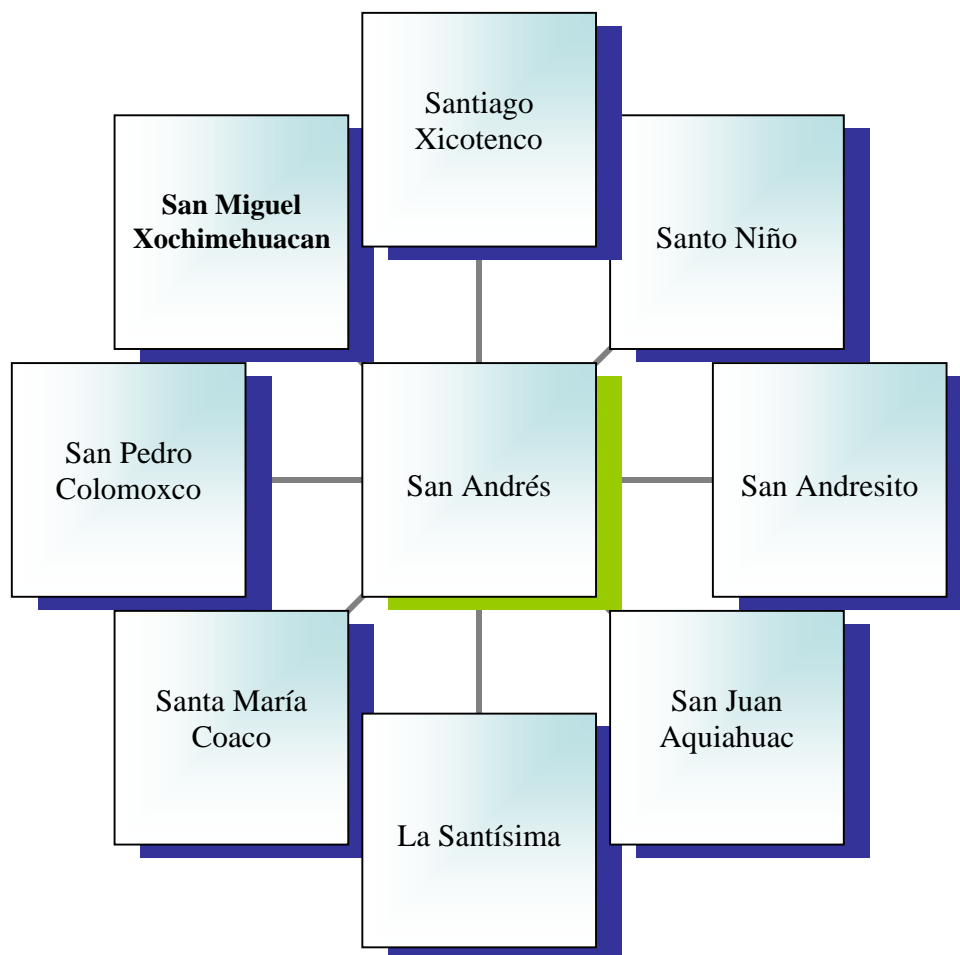 Santiago
Xicotenco
San Miguel
Xochimehuacan
Santo Niño
San Pedro
Colomoxco
San Andrés
San Andresito
Santa María
Coaco
San Juan
Aquiahuac
La Santísima